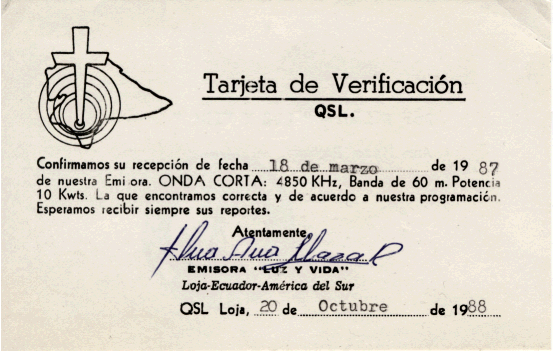 Tarjeta de Verificación
QSL.
Confirmamos su recepción de fecha 18 de marzo de 1987
de nuestra Emi ora. ONDA CORTA: 4850 KHz, Banda de 60 m. Potencia
10 Kwts. La que encontramos correcta y de acuerdo a nuestra programación.
Esperamos recibir siempre sus reportes.
Atentamente
EMISORA "LUZ Y VIDA"
Loja-Ecuador-América del Sur
QSL Loja, 20 de Octubre de 1988